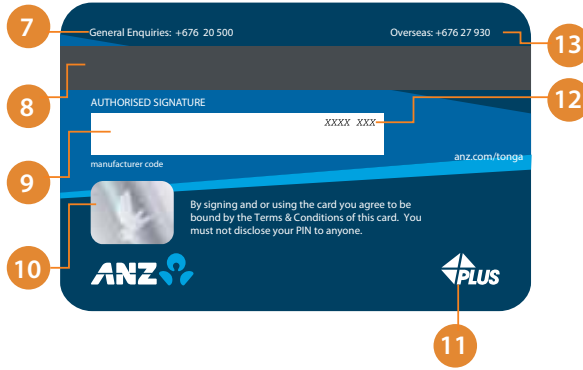 7
General Enquiries: +676 20 500
Overseas: +676 27 930
13
8
12
AUTHORISED SIGNATURE
XXXX XXX
9
manufacturer code
anz.com/tonga
10
By signing and or using the card you agree to be
bound by the Terms & Conditions of this card. You
must not disclose your PIN to anyone.
ANZ
PLUS
11